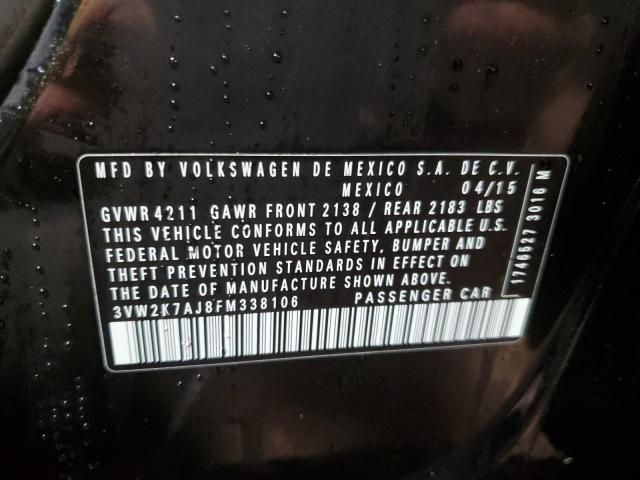 MFD BY VOLKSWAGEN DE MEXICO S.A. DE C.V.
MEXICO 04/15
GVWR 4211 GAWR FRONT 2138 / REAR 2183 LBS
THIS VEHICLE CONFORMS TO ALL APPLICABLE U.S.
FEDERAL MOTOR VEHICLE SAFETY, BUMPER AND
THEFT PREVENTION STANDARDS IN EFFECT ON
THE DATE OF MANUFACTURE SHOWN ABOVE.
3VW2K7AJ8FM338106 PASSENGER CAR
1746527 3016 M